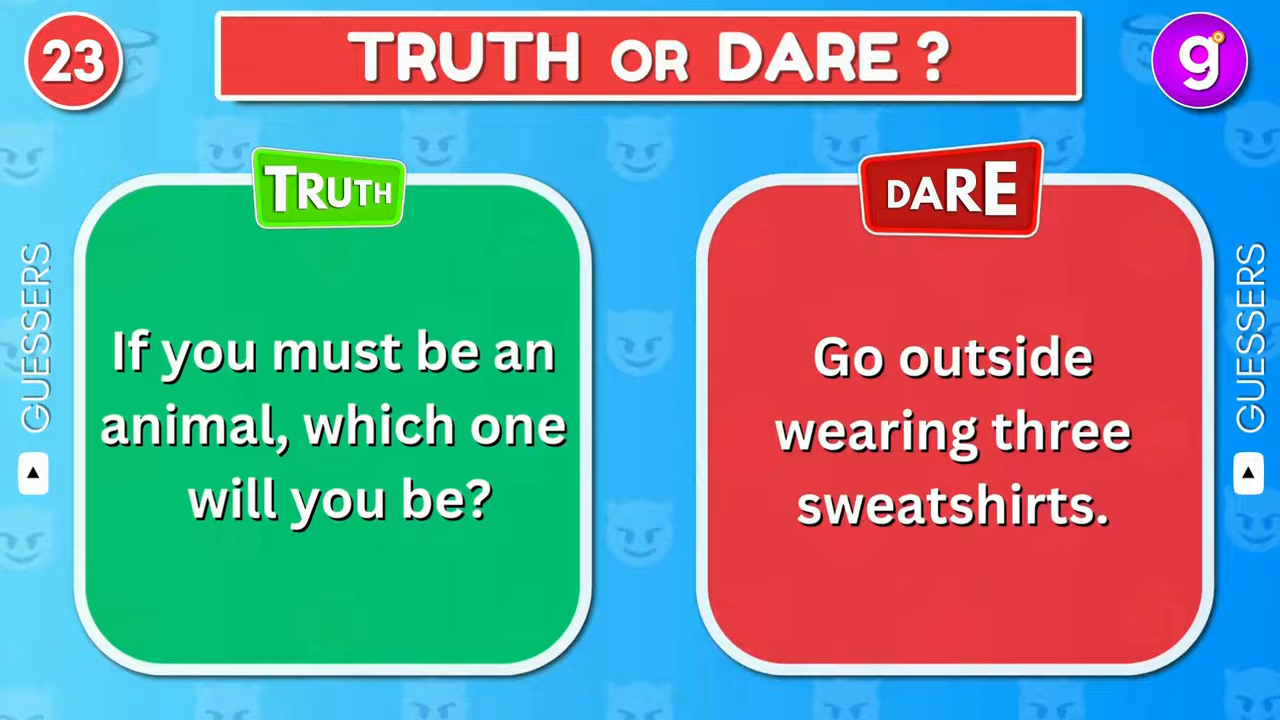 23
TRUTH OR DARE ?
g
TRUTH
If you must be an
animal, which one
will you be?
DARE
Go outside
wearing three
sweatshirts.
GUESSERS
GUESSERS